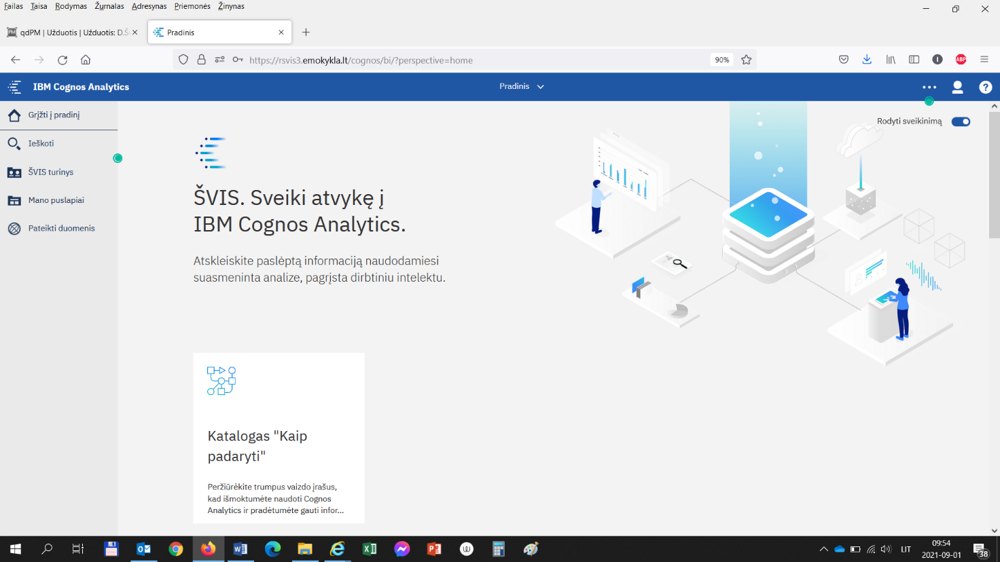 Failas Taisa Rodymas Žurnalas Adresynas Priemonės Žinynas
qdPM | Užduotis | Užduotis: D.Š
Pradinis
https://rsvis3.emokykla.lt/cognos/bi/?perspective=home
90%
ABP
IBM Cognos Analytics
Pradinis
Grįžti į pradinį
Ieškoti
ŠVIS turinys
Mano puslapiai
Pateikti duomenis
Rodyti sveikinimą
ŠVIS. Sveiki atvykę į
IBM Cognos Analytics.
Atskleiskite paslėptą informaciją naudodamiesi
suasmeninta analize, pagrįsta dirbtiniu intelektu.
Katalogas "Kaip
padaryti"
Peržiūrėkite trumpus vaizdo įrašus,
kad išmoktumėte naudoti Cognos
Analytics ir pradėtumėte gauti infor...
LIT
09:54
2021-09-01
38